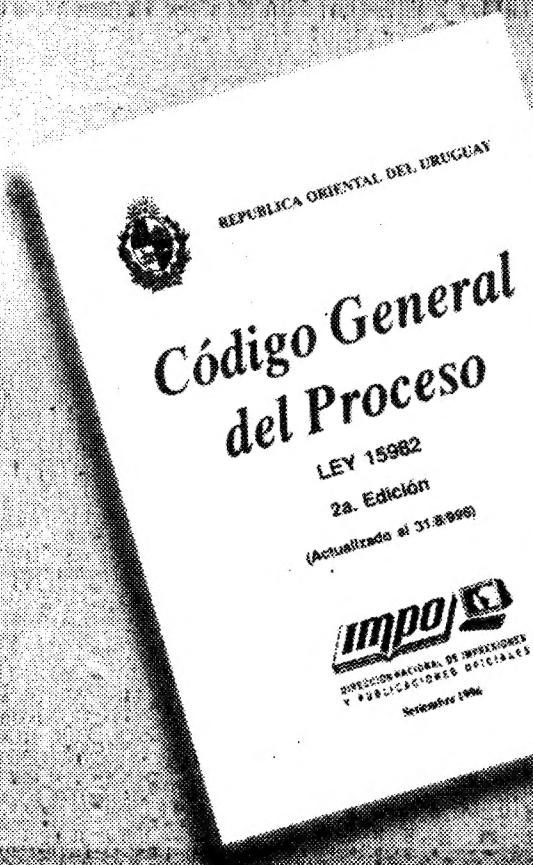 REPUBLICA ORIENTAL DEL URUGUAY
Código General
del Proceso
LEY 15982
2a. Edición
(Actualizado al 31/8/996)
IMPO
DIRECCION NACIONAL DE IMPRESIONES
Y PUBLICACIONES OFICIALES
Setiembre 1996